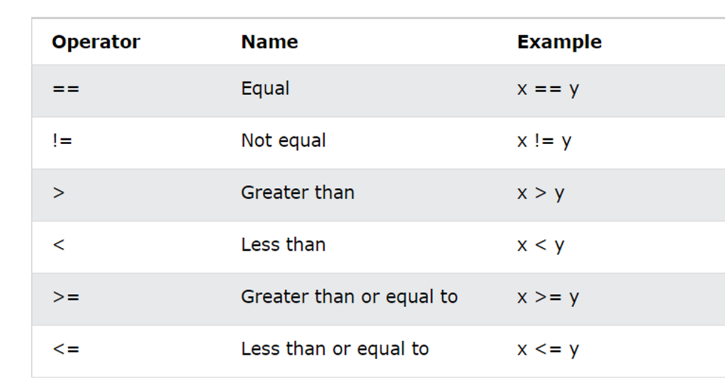 Operator Name Example
== Equal x == y
!= Not equal x != y
> Greater than x > y
< Less than x < y
>= Greater than or equal to x >= y
<= Less than or equal to x <= y